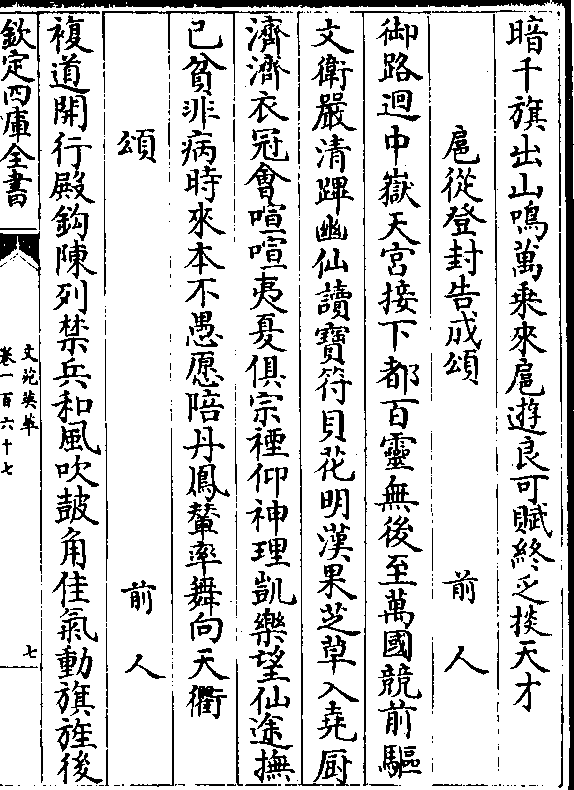 暗千旗出山鳴萬乘來扈遊良可賦終乏掞天才
扈從登封告成頌
前人
御路迴中嶽天宮接下都百靈無後至萬國競前驅
文衛嚴清蹕幽仙讀寶符貝花明漢果芝草入堯厨
濟濟衣冠會喧喧夷夏俱宗禋仰神理凱樂望仙途撫
己貧非病時來本不愚愿陪丹鳳輦率舞向天衢
頌
前人
複道開行殿鈎陳列禁兵和風吹鼓角佳氣動旗旌後
欽定四庫全書
文苑英華
卷一百六十七
七